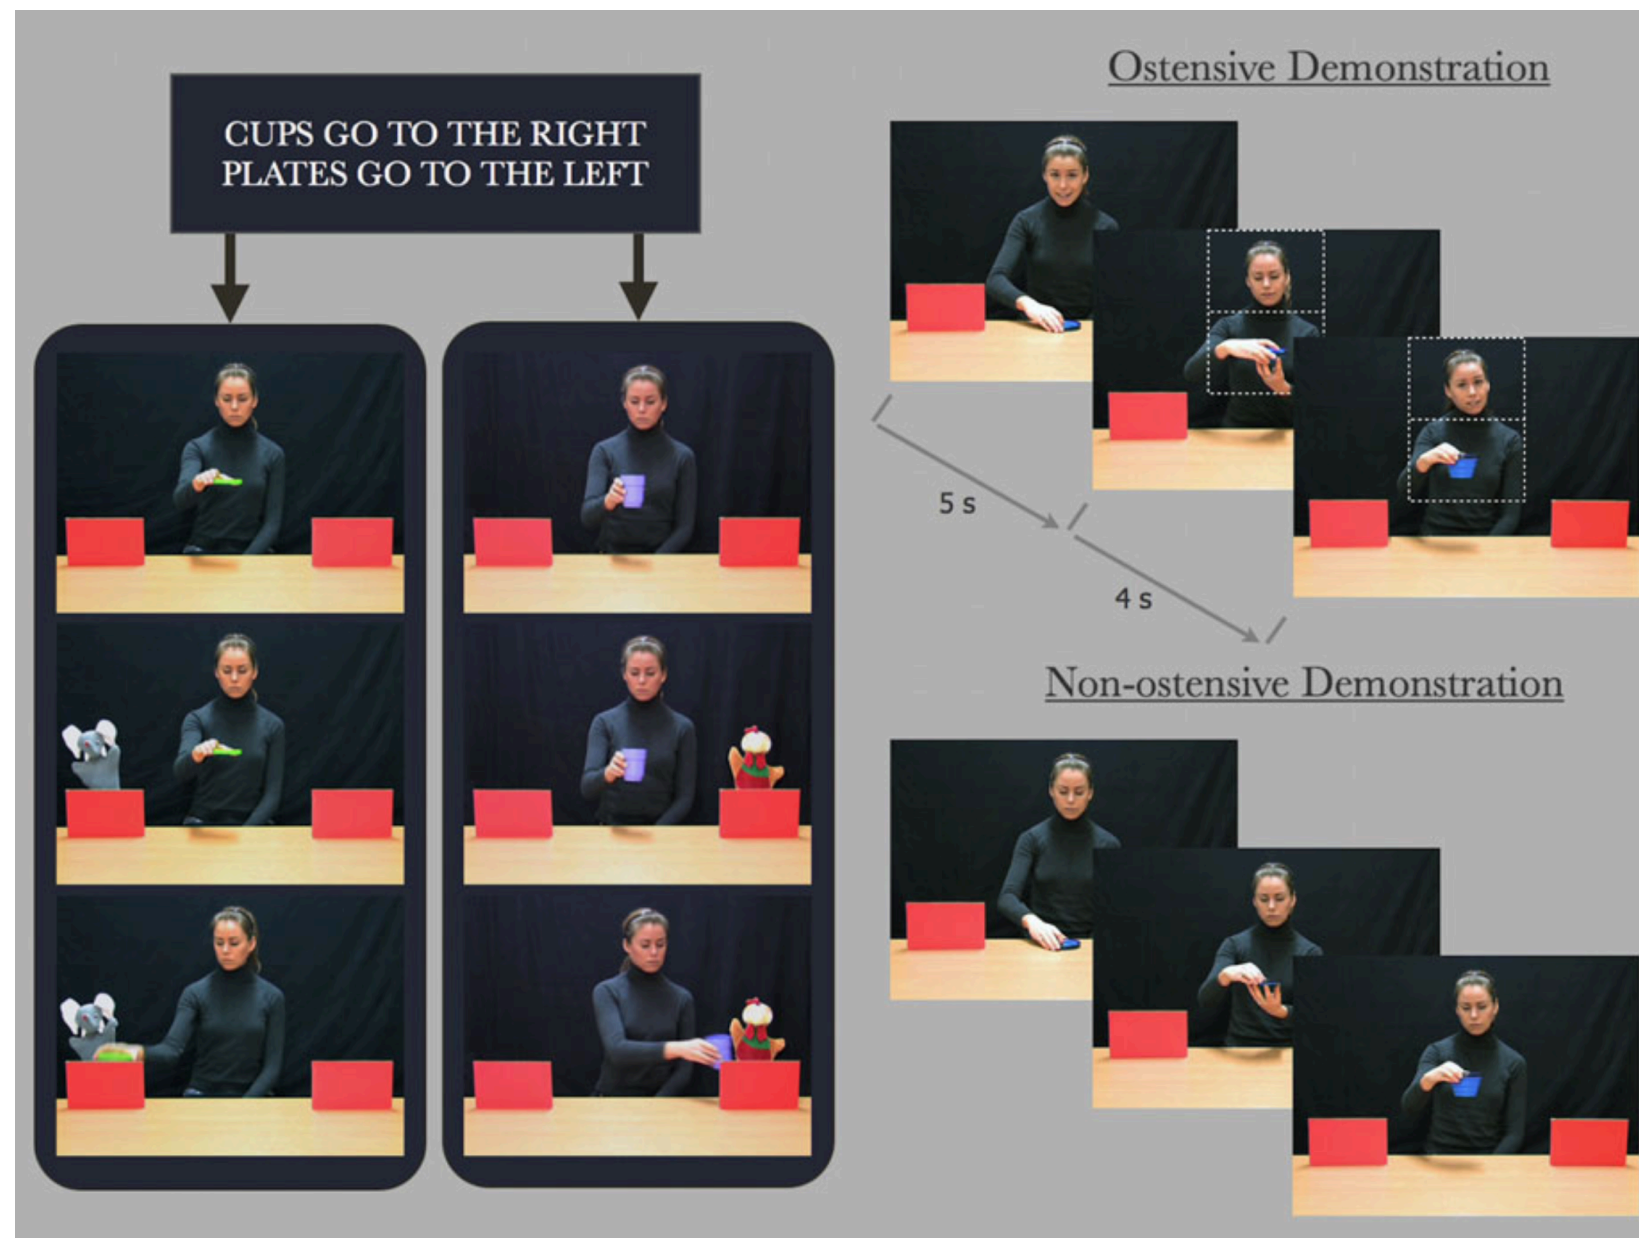 CUPS GO TO THE RIGHT
PLATES GO TO THE LEFT
Ostensive Demonstration
5 s
4 s
Non-ostensive Demonstration